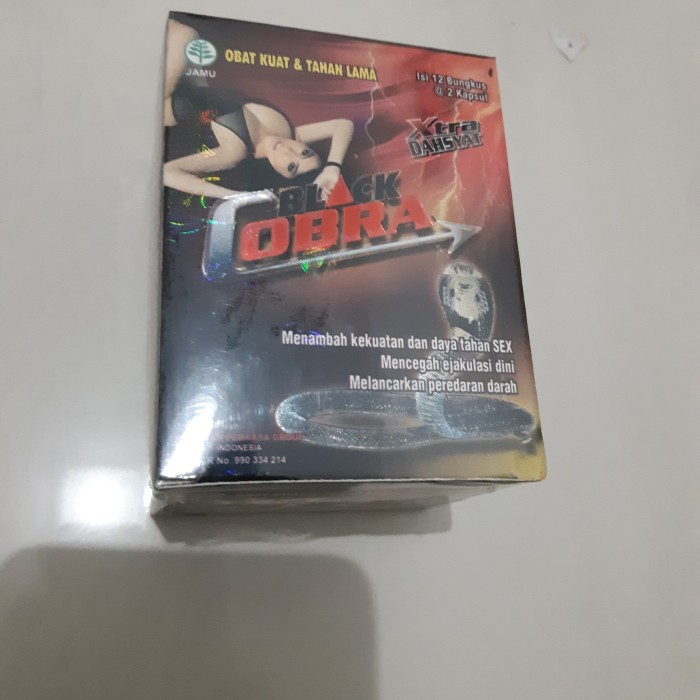 JAMU
OBAT KUAT & TAHAN LAMA
Isi 12 Bungkus
@ 2 Kapsul
Xtra
DAHSYAT
BLACK
COBRA
Menambah kekuatan dan daya tahan SEX
Mencegah ejakulasi dini
Melancarkan peredaran darah
GROUP
INDONESIA
No. 990 334 214